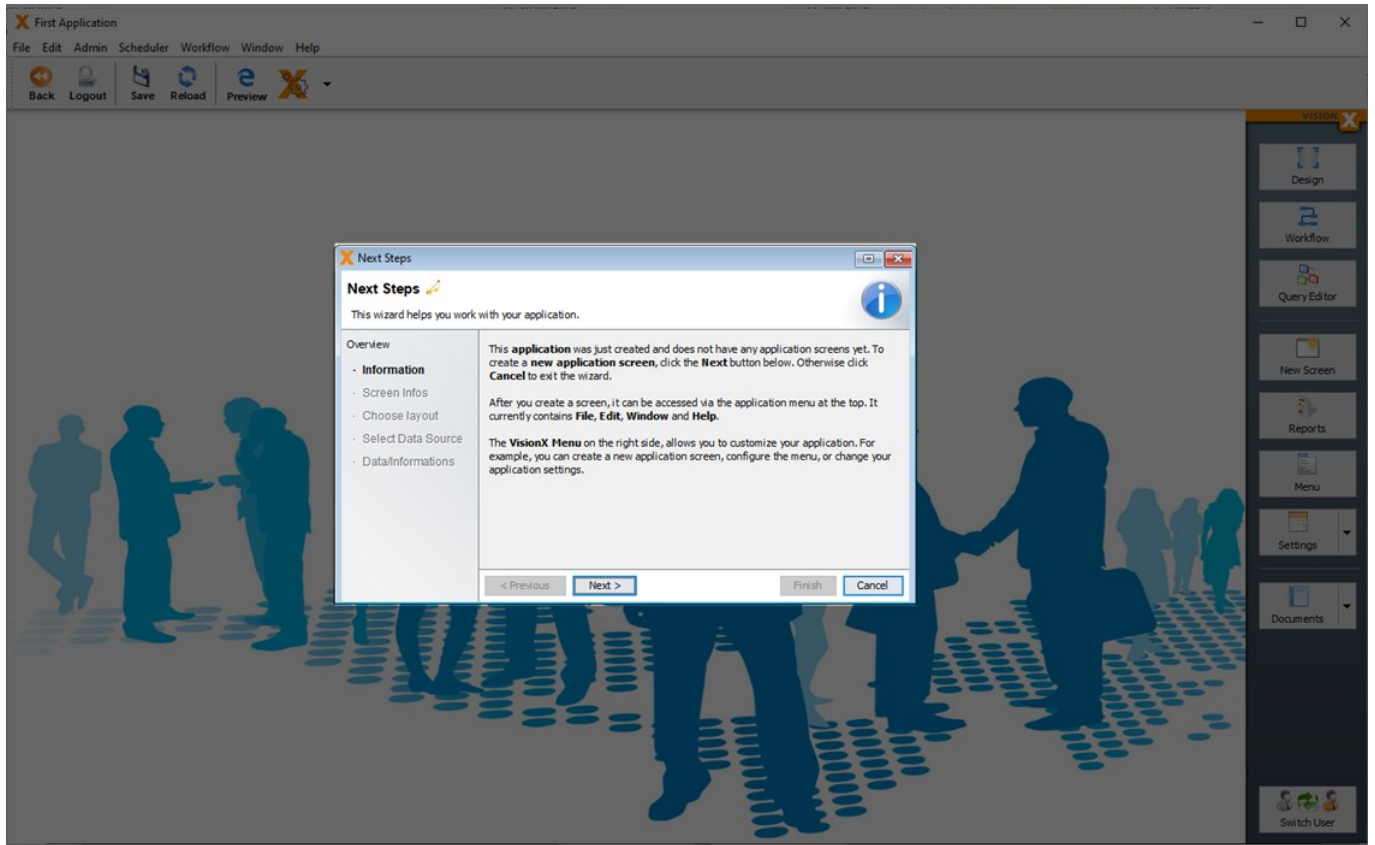 First Application
File Edit Admin Scheduler Workflow Window Help
Back Logout Save Reload Preview
VISION X
Design
Workflow
Query Editor
New Screen
Reports
Menu
Settings
Documents
Switch User
Next Steps
Next Steps
This wizard helps you work with your application.
Overview
· Information
· Screen Infos
· Choose layout
· Select Data Source
· Data/Informations
This application was just created and does not have any application screens yet. To
create a new application screen, click the Next button below. Otherwise click
Cancel to exit the wizard.
After you create a screen, it can be accessed via the application menu at the top. It
currently contains File, Edit, Window and Help.
The VisionX Menu on the right side, allows you to customize your application. For
example, you can create a new application screen, configure the menu, or change your
application settings.
< Previous Next > Finish Cancel